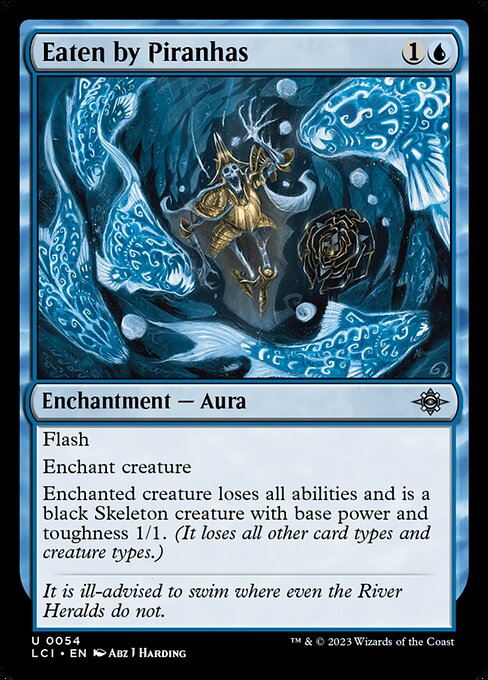 Eaten by Piranhas 1
Enchantment — Aura
Flash
Enchant creature
Enchanted creature loses all abilities and is a
black Skeleton creature with base power and
toughness 1/1. (It loses all other card types and
creature types.)
It is ill-advised to swim where even the River
Heralds do not.
U 0054
LCI • EN Abz J Harding
™ & © 2023 Wizards of the Coast